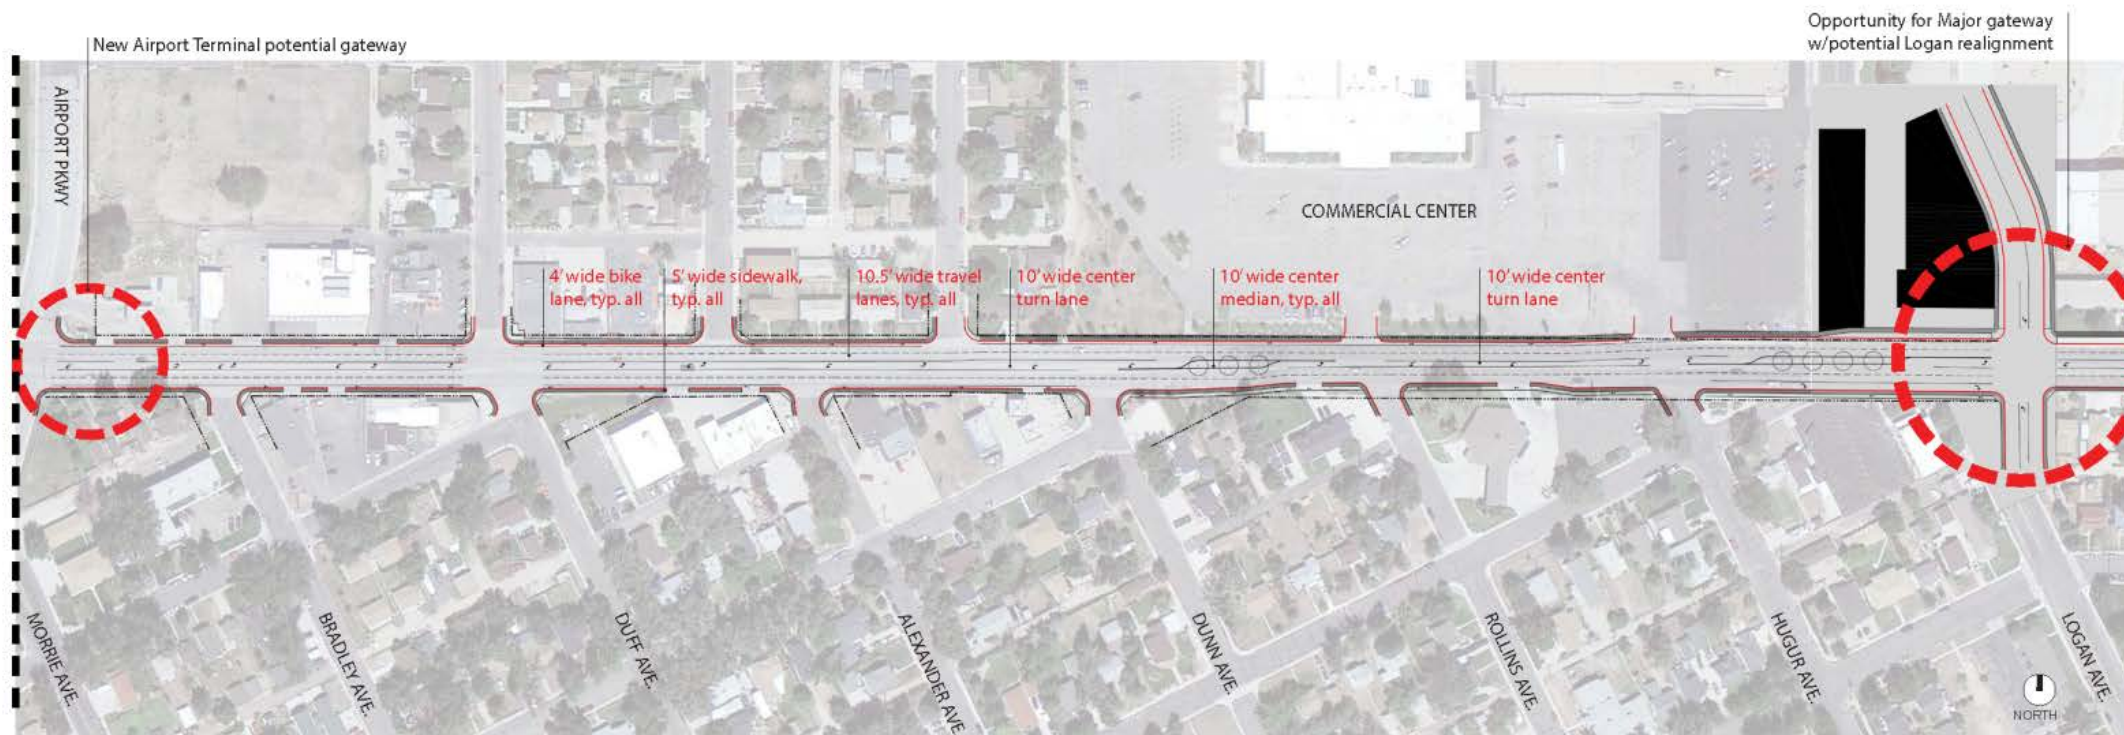 New Airport Terminal potential gateway
Opportunity for Major gateway
w/potential Logan realignment
AIRPORT PKWY
COMMERCIAL CENTER
4' wide bike
lane, typ. all
5' wide sidewalk,
typ. all
10.5' wide travel
lanes, typ. all
10' wide center
turn lane
10' wide center
median, typ. all
10' wide center
turn lane
MORRIE AVE.
BRADLEY AVE.
DUFF AVE.
ALEXANDER AVE
DUNN AVE.
ROLLINS AVE.
HUGUR AVE.
LOGAN AVE.
NORTH